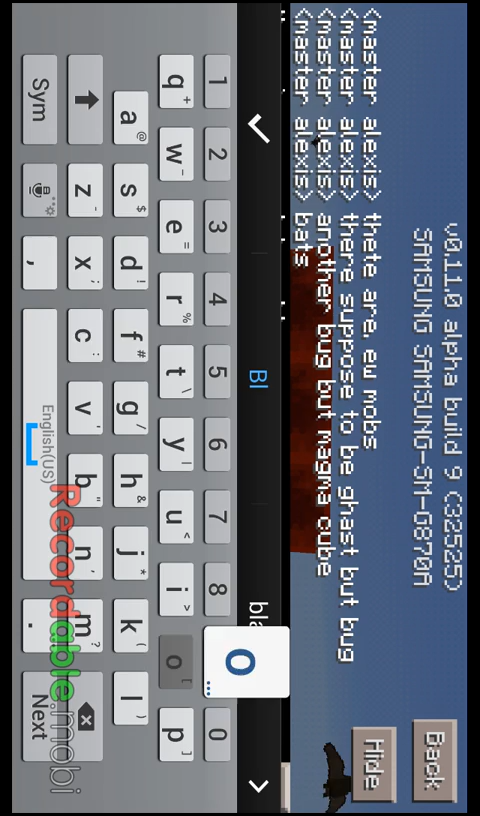 v0.11.0 alpha build 9 (32525)
SAMSUNG SAMSUNG-SM-G870A
Back
Hide
<master alexis> thete are, ew mobs
<master alexis> there suppose to be ghast but bug
<master alexis> another bug but magma cube
<master alexis> bats
Bl
1 2 3 4 5 6 7 8 0
O
...
q + w - e = r % t \ y | u < i > o [ p ]
a @ s $ d ! f # g / h & j * k ( l )
z - x ; c : v ' b " n , m ?
Sym , English(US) . Next
Recordable.mobi